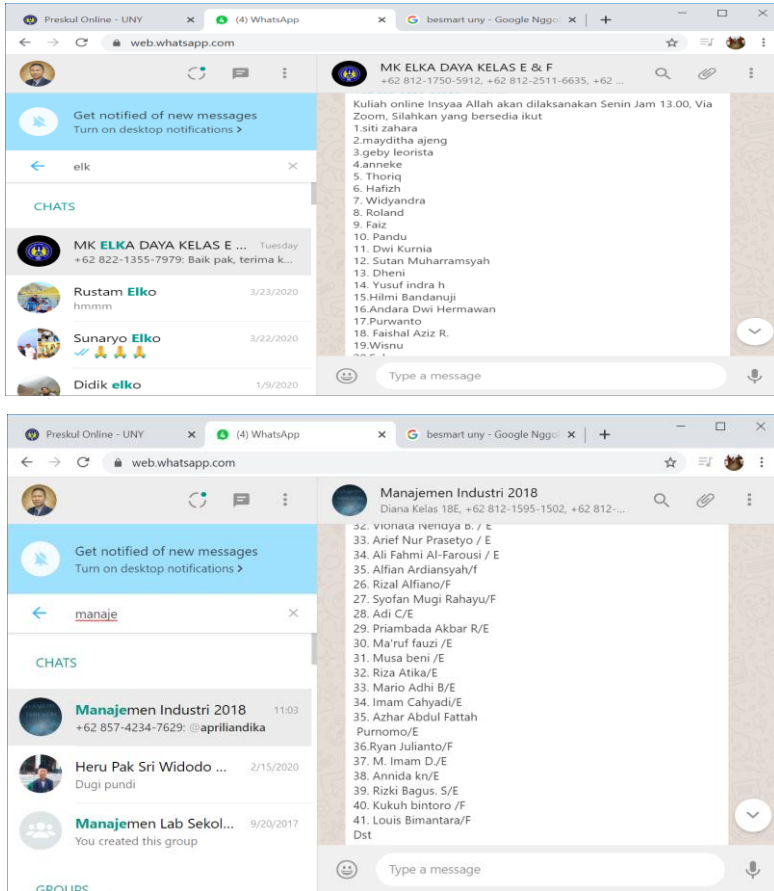 Preskul Online - UNY
(4) WhatsApp
besmart uny - Google Nggo
web.whatsapp.com
MK ELKA DAYA KELAS E & F
+62 812-1750-5912, +62 812-2511-6635, +62 ...
Get notified of new messages
Turn on desktop notifications >
elk
CHATS
MK ELKA DAYA KELAS E ... Tuesday
+62 822-1355-7979: Baik pak, terima k...
Rustam Elko 3/23/2020
hmmm
Sunaryo Elko 3/22/2020
Didik elko 1/9/2020
Kuliah online Insyaa Allah akan dilaksanakan Senin Jam 13.00, Via
Zoom, Silahkan yang bersedia ikut
1.siti zahara
2.mayditha ajeng
3.geby leorista
4.anneke
5. Thoriq
6. Hafizh
7. Widyandra
8. Roland
9. Faiz
10. Pandu
11. Dwi Kurnia
12. Sutan Muharramsyah
13. Dheni
14. Yusuf indra h
15.Hilmi Bandanuji
16.Andara Dwi Hermawan
17.Purwanto
18. Faishal Aziz R.
19.Wisnu
Type a message
Preskul Online - UNY
(4) WhatsApp
besmart uny - Google Nggo
web.whatsapp.com
Manajemen Industri 2018
Diana Kelas 18E, +62 812-1595-1502, +62 812-...
Get notified of new messages
Turn on desktop notifications >
manaje
CHATS
Manajemen Industri 2018 11:03
+62 857-4234-7629: @apriliandika
Heru Pak Sri Widodo ... 2/15/2020
Dugi pundi
Manajemen Lab Sekol... 9/20/2017
You created this group
GROUPS
32. Vionata Nendya B. / E
33. Arief Nur Prasetyo / E
34. Ali Fahmi Al-Farousi / E
35. Alfian Ardiansyah/f
26. Rizal Alfiano/F
27. Syofan Mugi Rahayu/F
28. Adi C/E
29. Priambada Akbar R/E
30. Ma'ruf fauzi /E
31. Musa beni /E
32. Riza Atika/E
33. Mario Adhi B/E
34. Imam Cahyadi/E
35. Azhar Abdul Fattah
Purnomo/E
36.Ryan Julianto/F
37. M. Imam D./E
38. Annida kn/E
39. Rizki Bagus. S/E
40. Kukuh bintoro /F
41. Louis Bimantara/F
Dst
Type a message